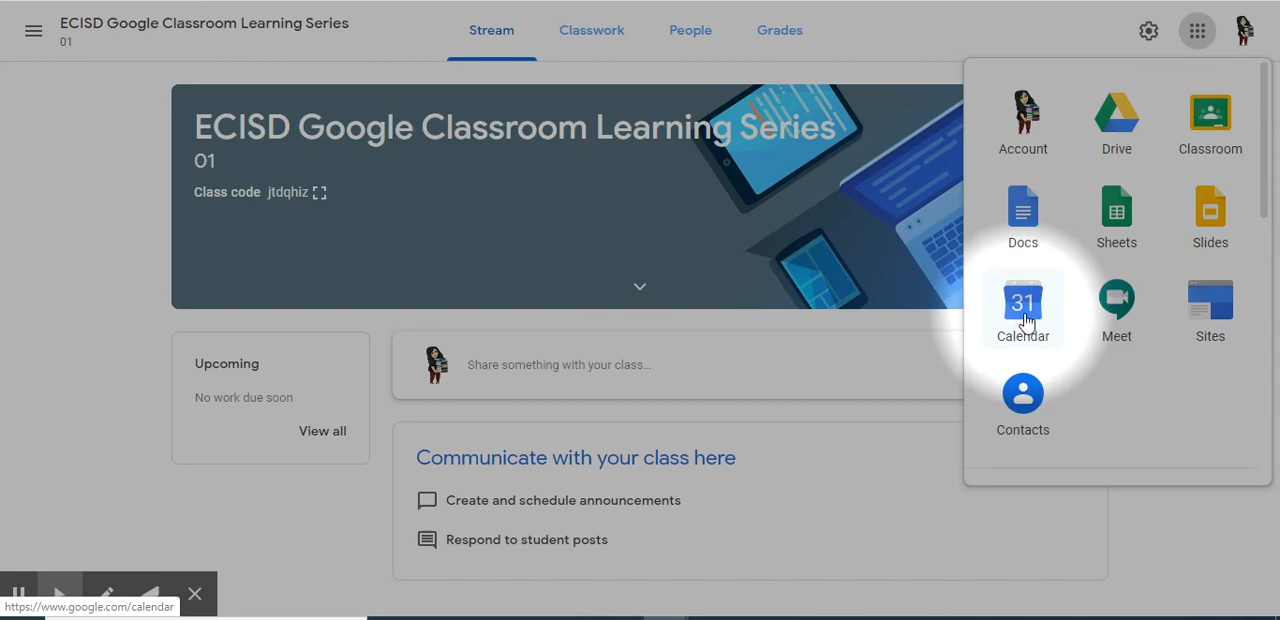 ECISD Google Classroom Learning Series
01
Stream
Classwork
People
Grades
ECISD Google Classroom Learning Series
01
Class code jtdqhiz
Upcoming
No work due soon
View all
Share something with your class...
Communicate with your class here
Create and schedule announcements
Respond to student posts
Account
Drive
Classroom
Docs
Sheets
Slides
31
Calendar
Meet
Sites
Contacts
https://www.google.com/calendar